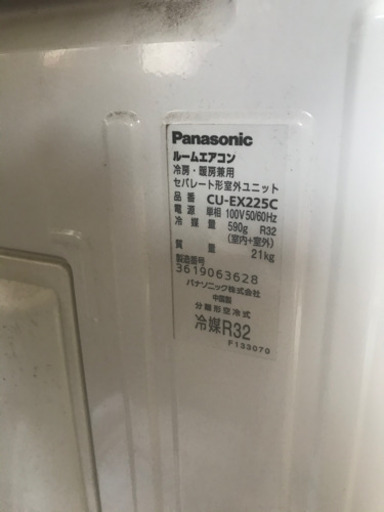 Panasonic
ルームエアコン
冷房・暖房兼用
セパレート形室外ユニット
品番 CU-EX225C
電源 単相 100V 50/60Hz
冷媒量 590g R32
(室内+室外)
質量 21kg
製造番号
3619063628
パナソニック株式会社
中国製
分離形空冷式
冷媒R32
F133070